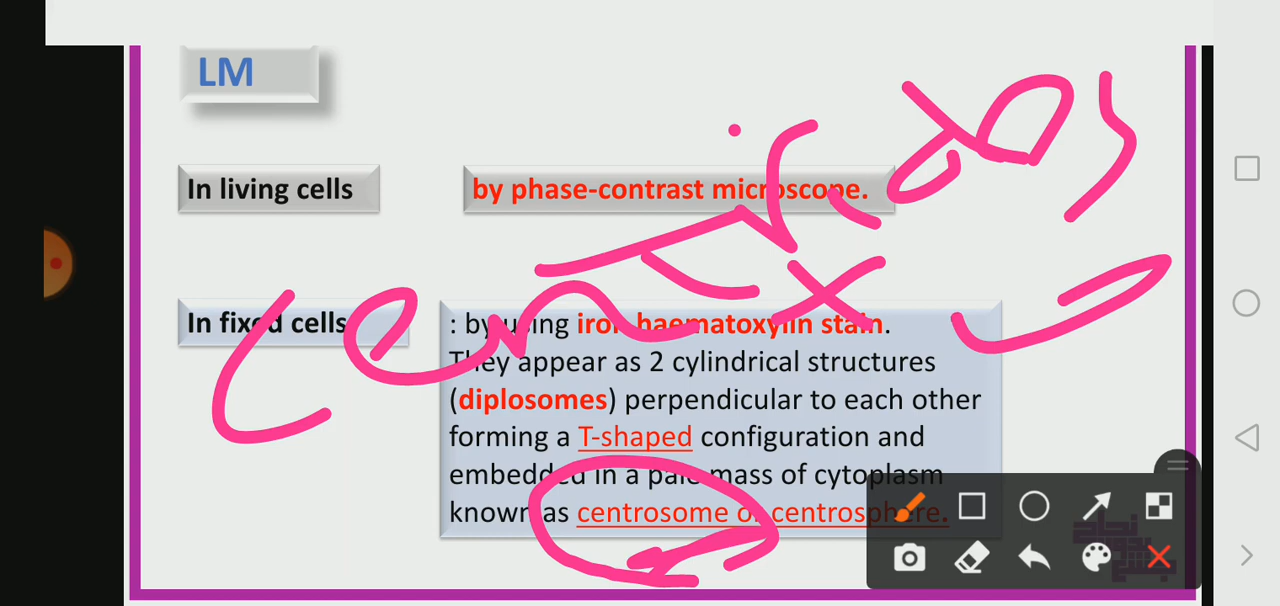 LM
In living cells
by phase-contrast microscope.
In fixed cells
: by using iron haematoxylin stain.
They appear as 2 cylindrical structures
(diplosomes) perpendicular to each other
forming a T-shaped configuration and
embedded in a pale mass of cytoplasm
known as centrosome or centrosphere.